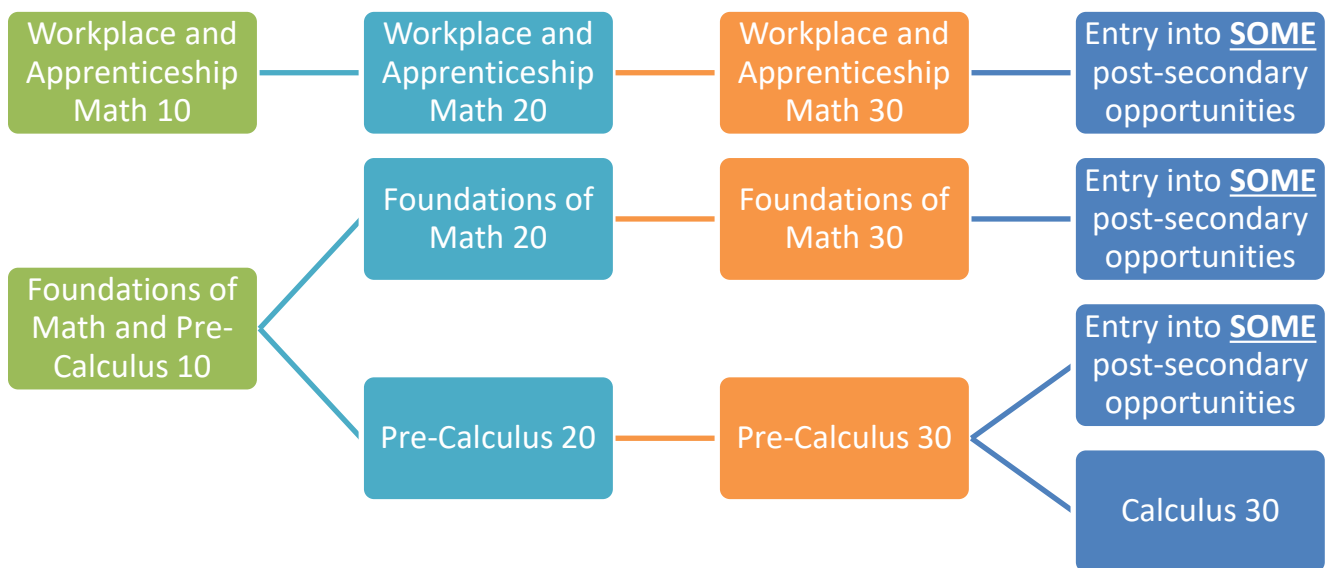 Workplace and
Apprenticeship
Math 10
Workplace and
Apprenticeship
Math 20
Workplace and
Apprenticeship
Math 30
Entry into SOME
post-secondary
opportunities
Foundations of
Math and Pre-
Calculus 10
Foundations of
Math 20
Foundations of
Math 30
Entry into SOME
post-secondary
opportunities
Pre-Calculus 20
Pre-Calculus 30
Entry into SOME
post-secondary
opportunities
Calculus 30